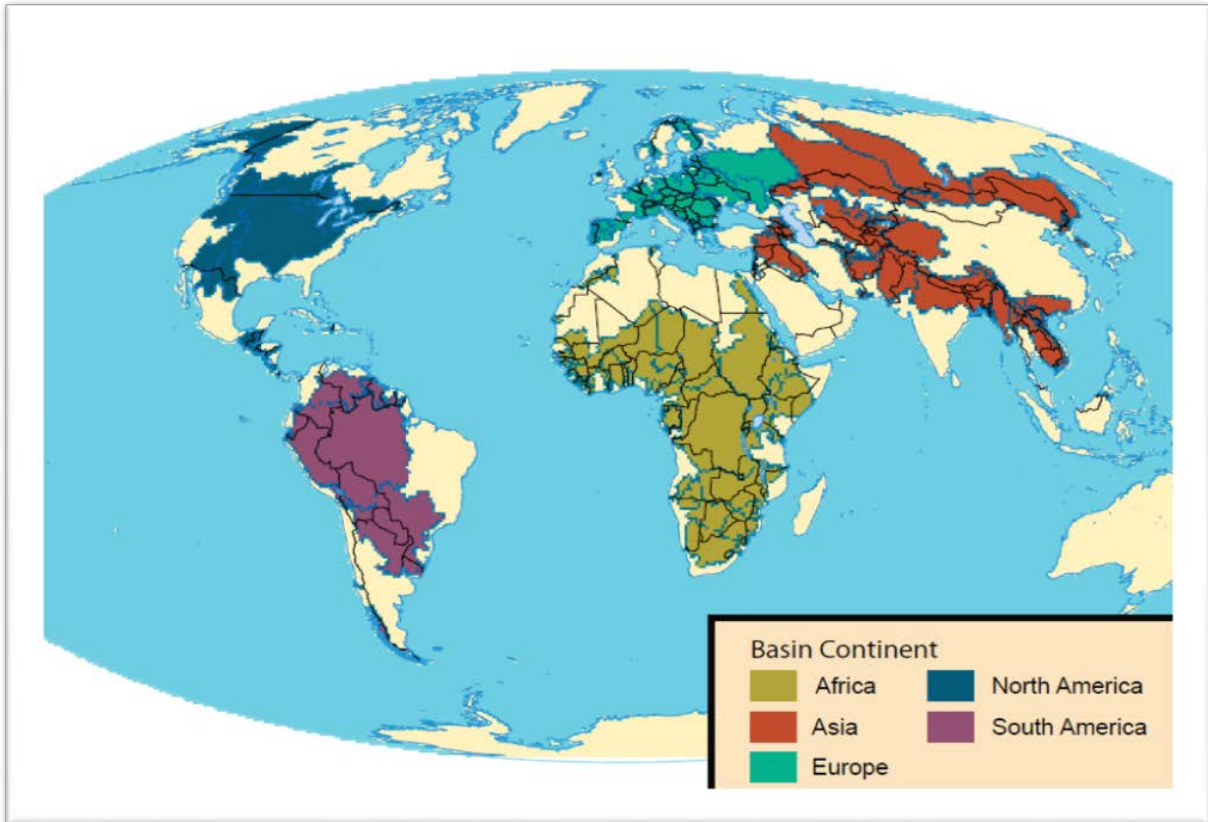 Basin Continent
Africa
North America
Asia
South America
Europe